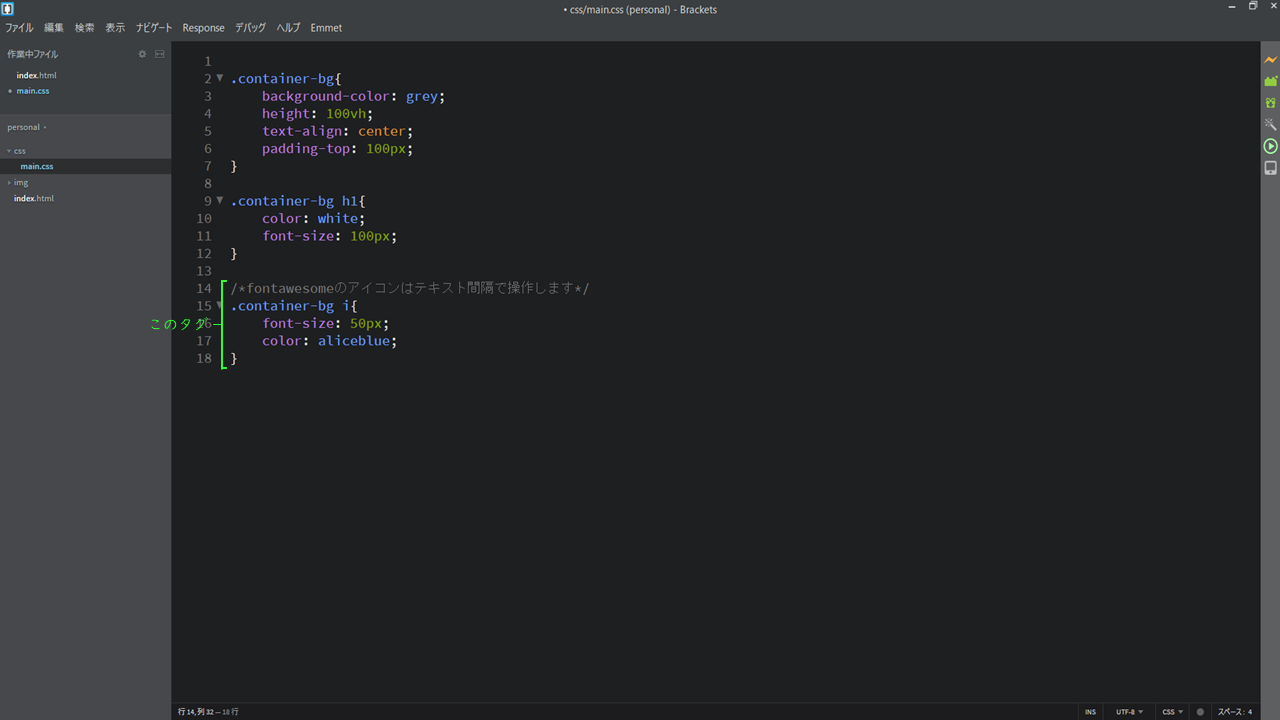 • css/main.css (personal) - Brackets
ファイル 編集 検索 表示 ナビゲート Response デバッグ ヘルプ Emmet
作業中ファイル
index.html
• main.css
personal
css
main.css
img
index.html
1
2 .container-bg{
3 background-color: grey;
4 height: 100vh;
5 text-align: center;
6 padding-top: 100px;
7 }
8
9 .container-bg h1{
10 color: white;
11 font-size: 100px;
12 }
13
14 /*fontawesomeのアイコンはテキスト間隔で操作します*/
15 .container-bg i{
このタグ
16 font-size: 50px;
17 color: aliceblue;
18 }
行 14, 列 32 — 18 行
INS UTF-8 CSS スペース: 4